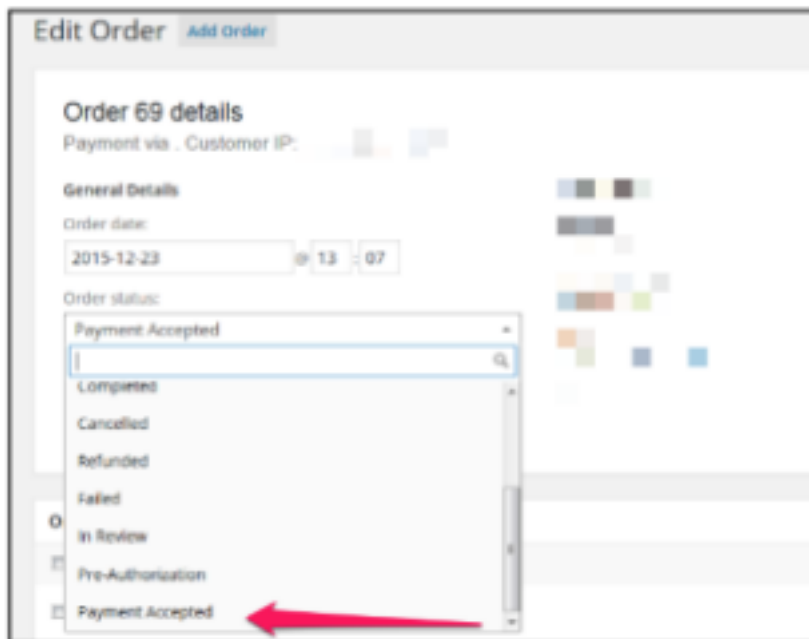 Edit Order Add Order
Order 69 details
Payment via . Customer IP:
General Details
Order date:
2015-12-23 @ 13 : 07
Order status:
Payment Accepted
Completed
Cancelled
Refunded
Failed
In Review
Pre-Authorization
Payment Accepted